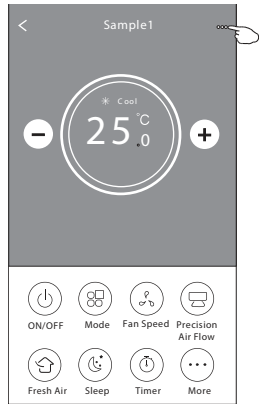 Sample1
Cool
25.0 °C
ON/OFF Mode Fan Speed Precision Air Flow
Fresh Air Sleep Timer More